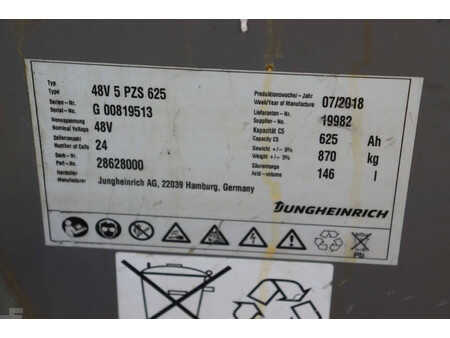 Typ
Type 48V 5 PZS 625
Serien-Nr.
Serial-No. G 00819513
Nennspannung
Nominal Voltage 48V
Zellenzahl
Number of Cells 24
Sach-Nr.
Part-No. 28628000
Hersteller
Manufacturer Jungheinrich AG, 22039 Hamburg, Germany
Produktionswoche/-Jahr
Week/Year of Manufacture 07/2018
Lieferanten-Nr.
Supplier-No. 19982
Kapazität C5
Capacity C5 625 Ah
Gewicht +/- 5%
Weight +/- 5% 870 kg
Säurenmenge
Acid-volume 146 l
JUNGHEINRICH
Pb